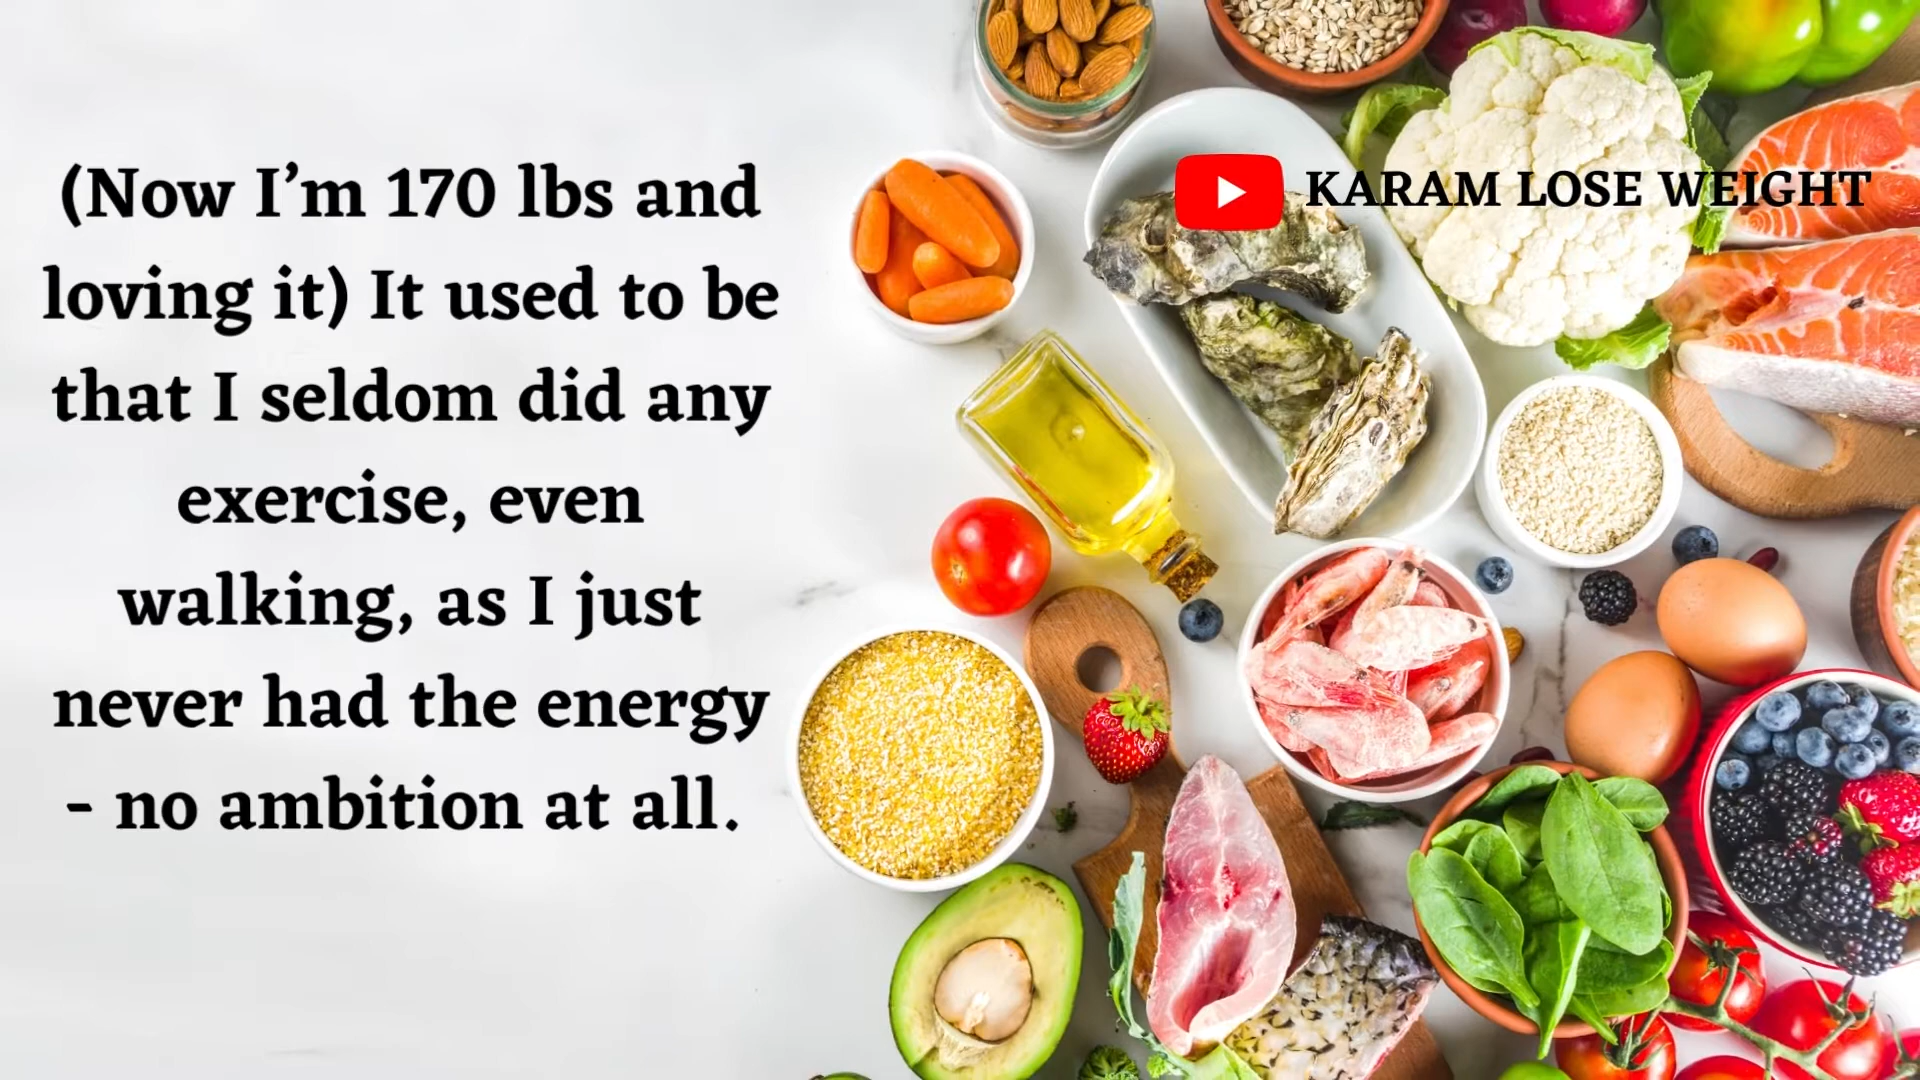 (Now I’m 170 lbs and
loving it) It used to be
that I seldom did any
exercise, even
walking, as I just
never had the energy
- no ambition at all.
KARAM LOSE WEIGHT